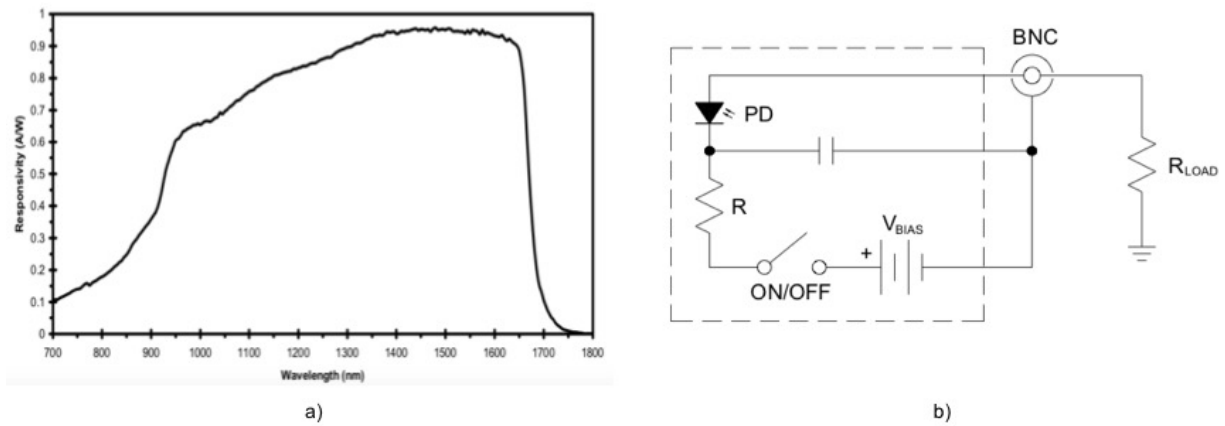 1
0.9
0.8
0.7
0.6
0.5
0.4
0.3
0.2
0.1
0
Responsivity (A/W)
700 800 900 1000 1100 1200 1300 1400 1500 1600 1700 1800
Wavelength (nm)
a)
BNC
PD
R
R LOAD
V BIAS
+
ON/OFF
b)